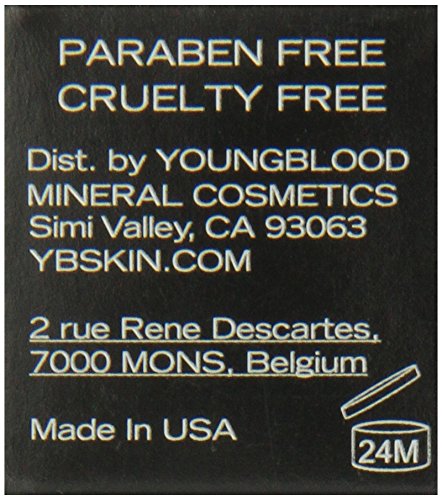 PARABEN FREE
CRUELTY FREE
Dist. by YOUNGBLOOD
MINERAL COSMETICS
Simi Valley, CA 93063
YBSKIN.COM
2 rue Rene Descartes,
7000 MONS, Belgium
Made In USA
24M